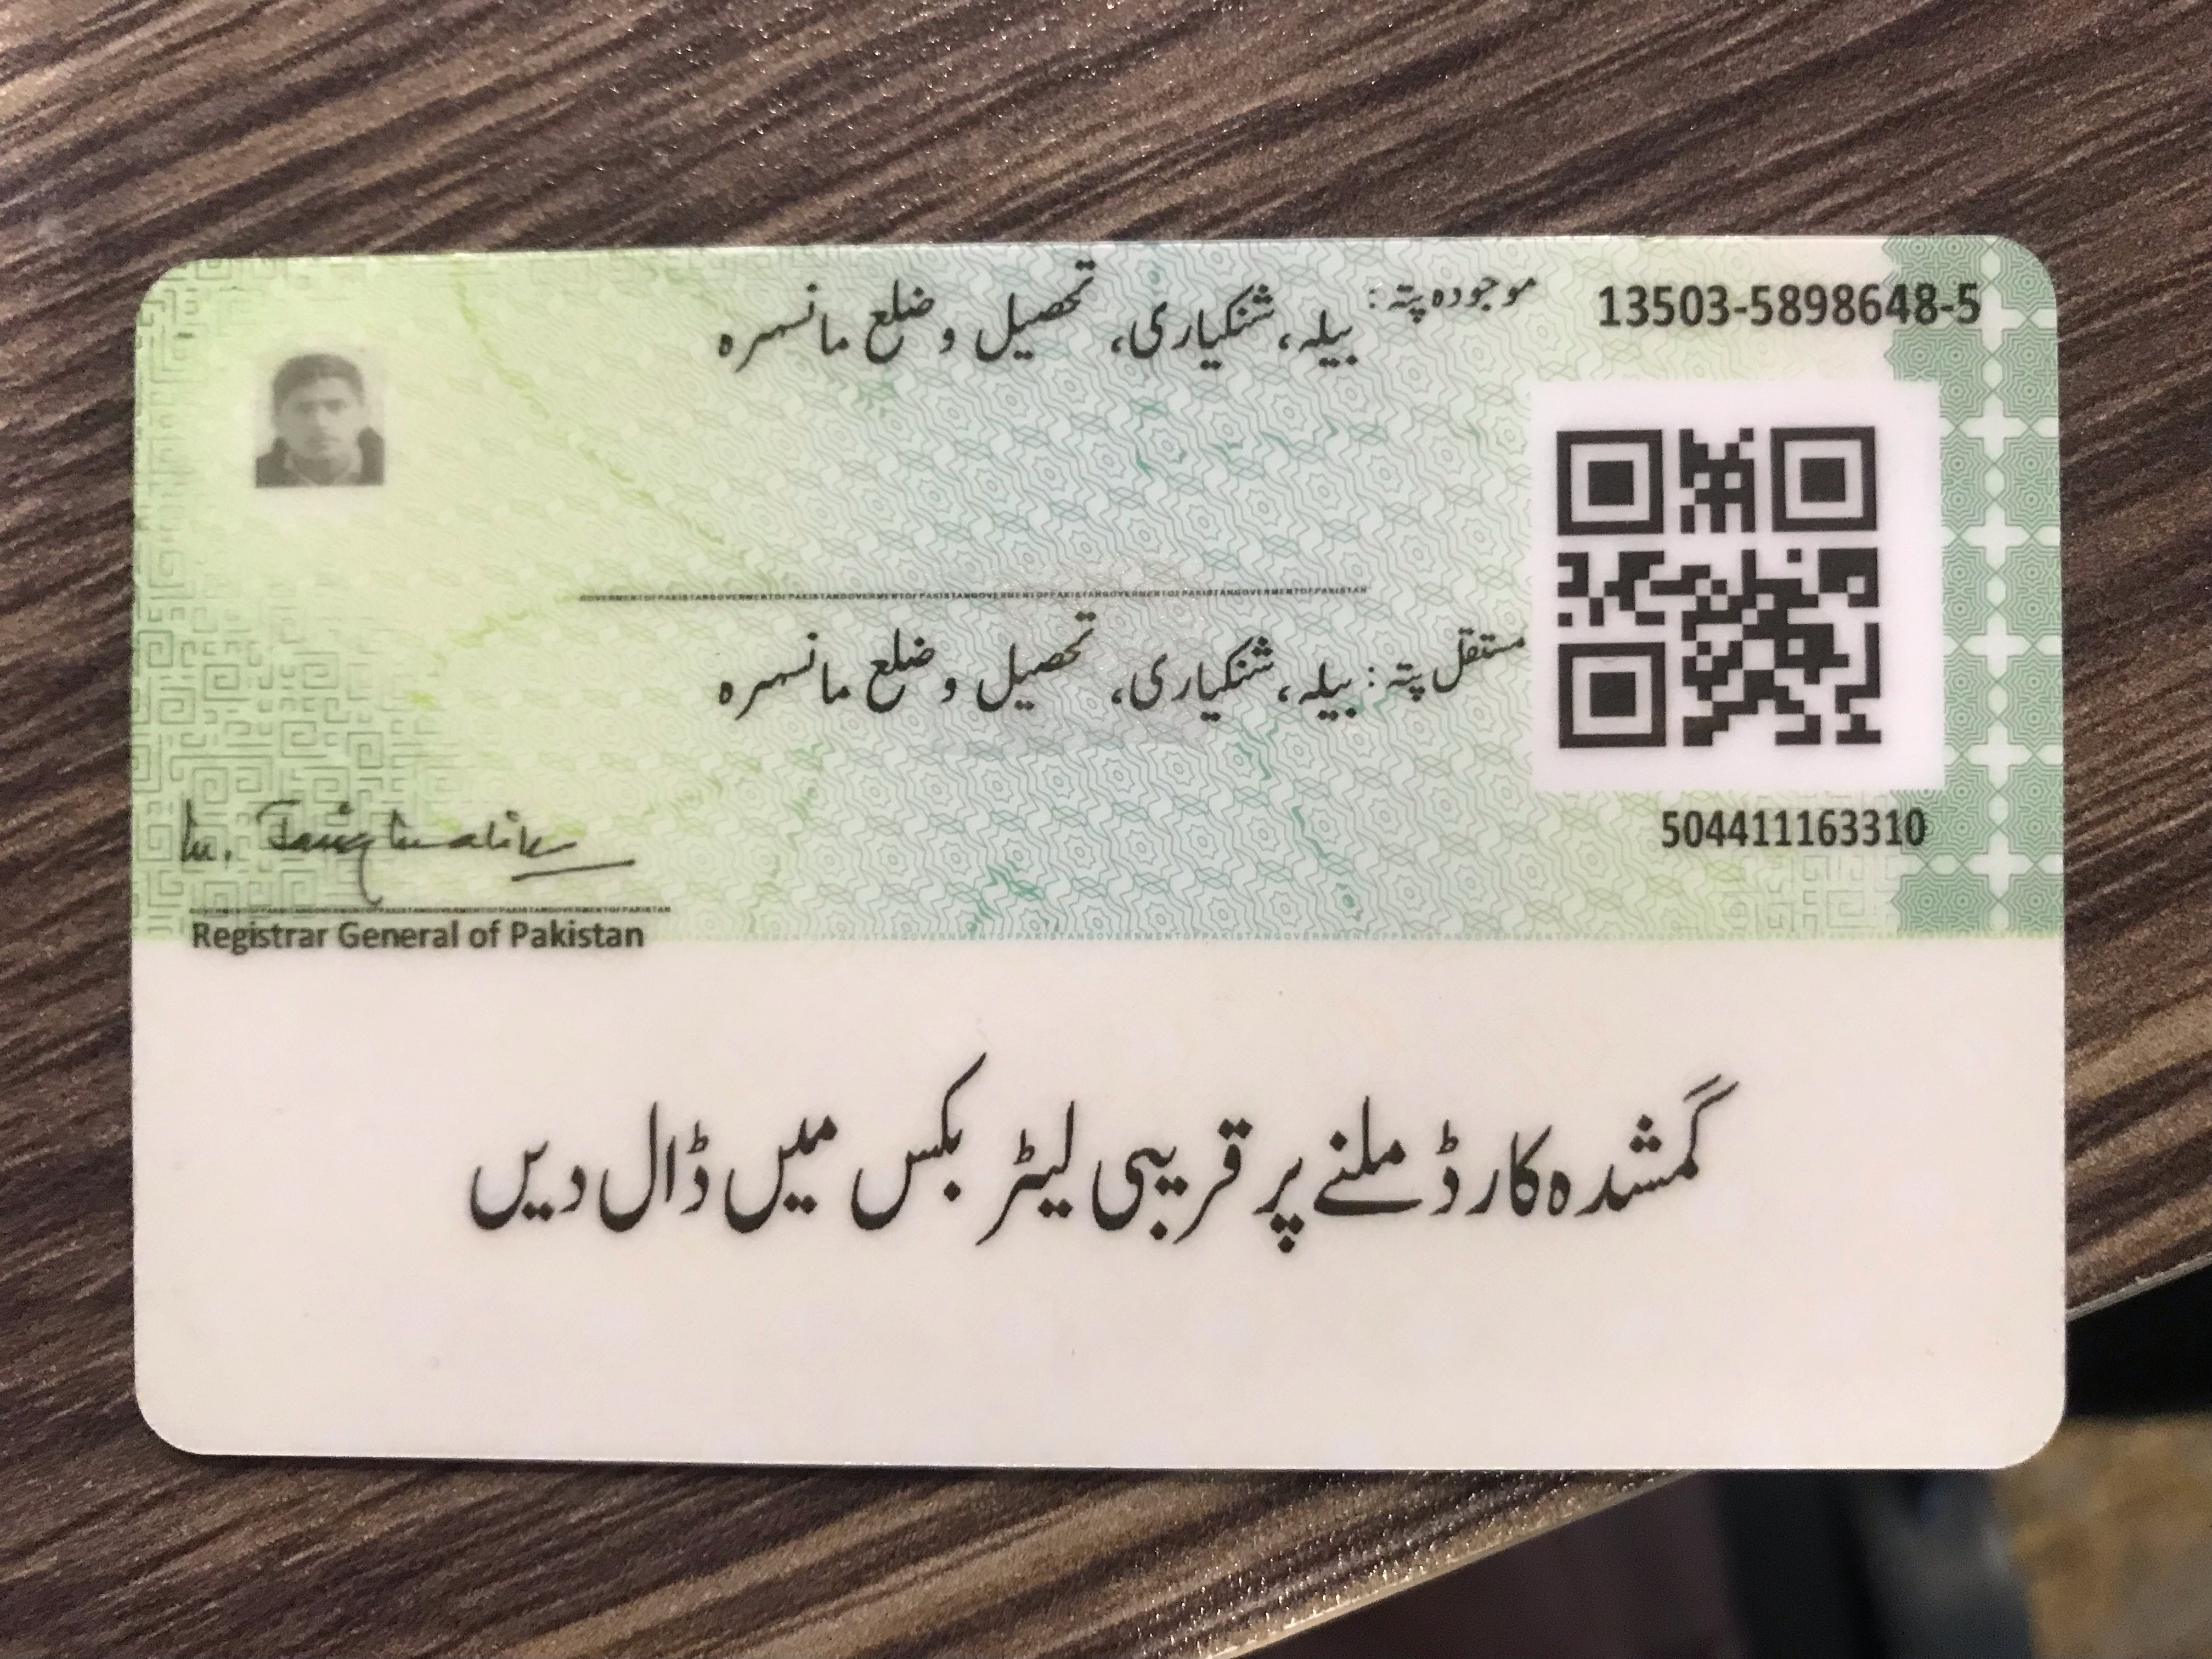 13503-5898648-5
موجودہ پتہ: بیلہ، شنکیاری، تحصیل و ضلع مانسہرہ
مستقل پتہ: بیلہ، شنکیاری، تحصیل و ضلع مانسہرہ
504411163310
Registrar General of Pakistan
گمشدہ کارڈ ملنے پر قریبی لیٹر بکس میں ڈال دیں